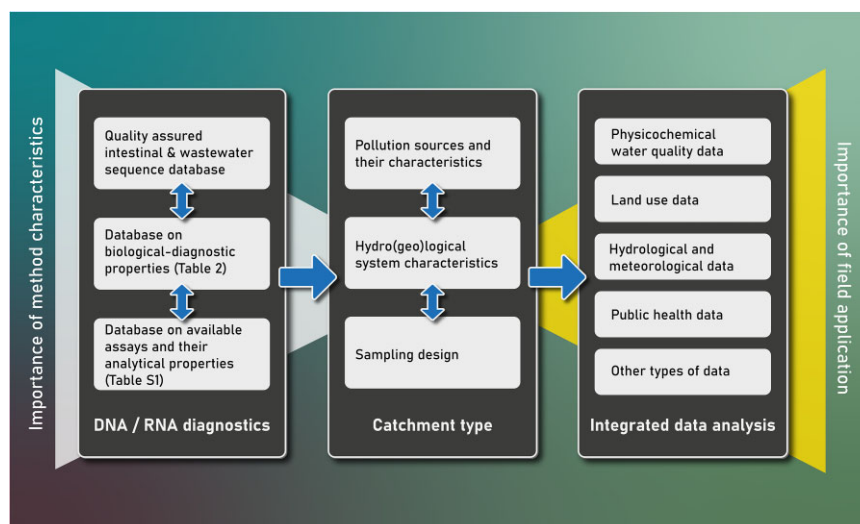 Importance of method characteristics
Quality assured
intestinal & wastewater
sequence database
Database on
biological-diagnostic
properties (Table 2)
Database on available
assays and their
analytical properties
(Table S1)
DNA / RNA diagnostics
Pollution sources and
their characteristics
Hydro(geo)logical
system characteristics
Sampling design
Catchment type
Physicochemical
water quality data
Land use data
Hydrological and
meteorological data
Public health data
Other types of data
Integrated data analysis
Importance of field application